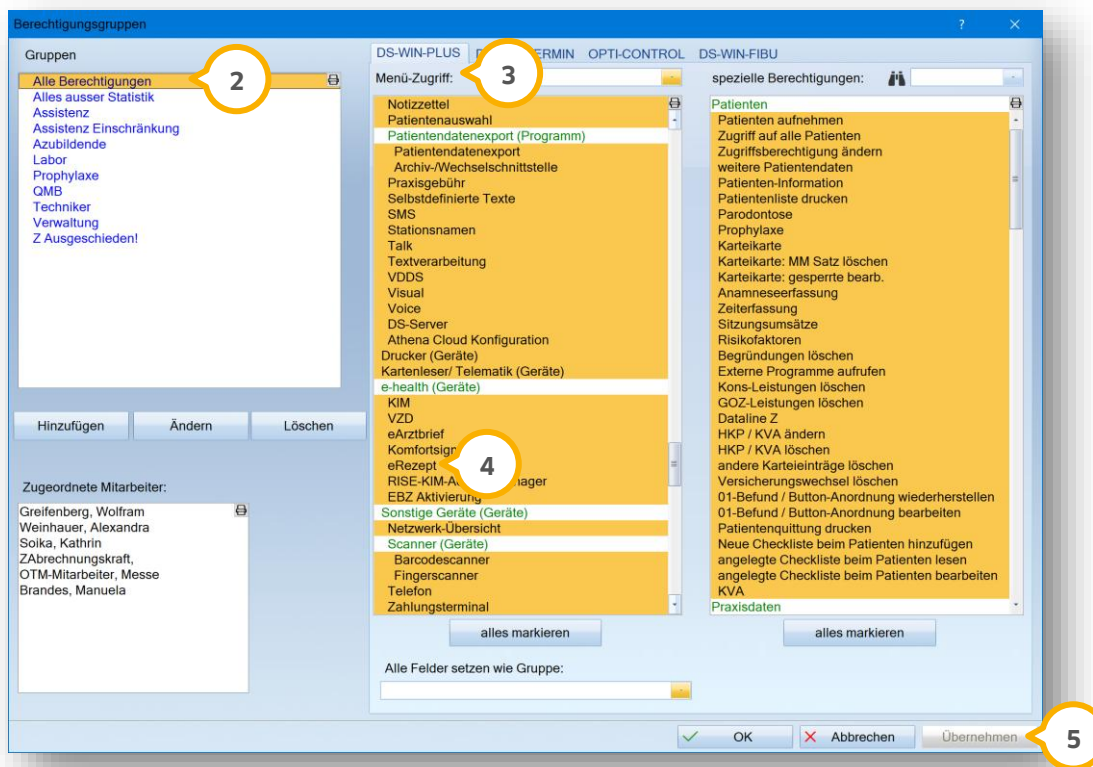 Berechtigungsgruppen
?
Gruppen
Alle Berechtigungen
Alles ausser Statistik
Assistenz
Assistenz Einschränkung
Azubildende
Labor
Prophylaxe
QMB
Techniker
Verwaltung
Z Ausgeschieden!
2
Hinzufügen Ändern Löschen
Zugeordnete Mitarbeiter:
Greifenberg, Wolfram
Weinhauer, Alexandra
Soika, Kathrin
ZAbrechnungskraft,
OTM-Mitarbeiter, Messe
Brandes, Manuela
DS-WIN-PLUS OPTI-CONTROL DS-WIN-FIBU
Menü-Zugriff:
3
Notizzettel
Patientenauswahl
Patientendatenexport (Programm)
Patientendatenexport
Archiv-/Wechselschnittstelle
Praxisgebühr
Selbstdefinierte Texte
SMS
Stationsnamen
Talk
Textverarbeitung
VDDS
Visual
Voice
DS-Server
Athena Cloud Konfiguration
Drucker (Geräte)
Kartenleser/ Telematik (Geräte)
e-health (Geräte)
KIM
VZD
eArztbrief
eRezept
4
EBZ Aktivierung
Sonstige Geräte (Geräte)
Netzwerk-Übersicht
Scanner (Geräte)
Barcodescanner
Fingerscanner
Telefon
Zahlungsterminal
alles markieren
Alle Felder setzen wie Gruppe:
spezielle Berechtigungen:
Patienten
Patienten aufnehmen
Zugriff auf alle Patienten
Zugriffsberechtigung ändern
weitere Patientendaten
Patienten-Information
Patientenliste drucken
Parodontose
Prophylaxe
Karteikarte
Karteikarte: MM Satz löschen
Karteikarte: gesperrte bearb.
Anamneseerfassung
Zeiterfassung
Sitzungsumsätze
Risikofaktoren
Begründungen löschen
Externe Programme aufrufen
Kons-Leistungen löschen
GOZ-Leistungen löschen
Dataline Z
HKP / KVA ändern
HKP / KVA löschen
andere Karteieinträge löschen
Versicherungswechsel löschen
01-Befund / Button-Anordnung wiederherstellen
01-Befund / Button-Anordnung bearbeiten
Patientenquittung drucken
Neue Checkliste beim Patienten hinzufügen
angelegte Checkliste beim Patienten lesen
angelegte Checkliste beim Patienten bearbeiten
KVA
Praxisdaten
alles markieren
OK Abbrechen Übernehmen
5